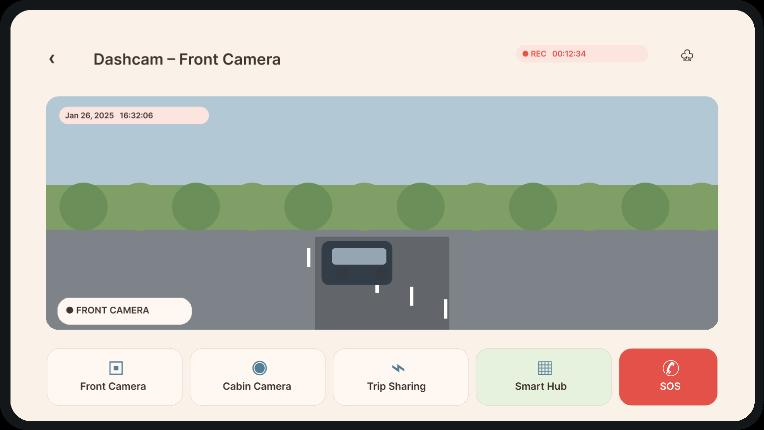 Dashcam – Front Camera
REC 00:12:34
Jan 26, 2025 16:32:06
FRONT CAMERA
Front Camera
Cabin Camera
Trip Sharing
Smart Hub
SOS